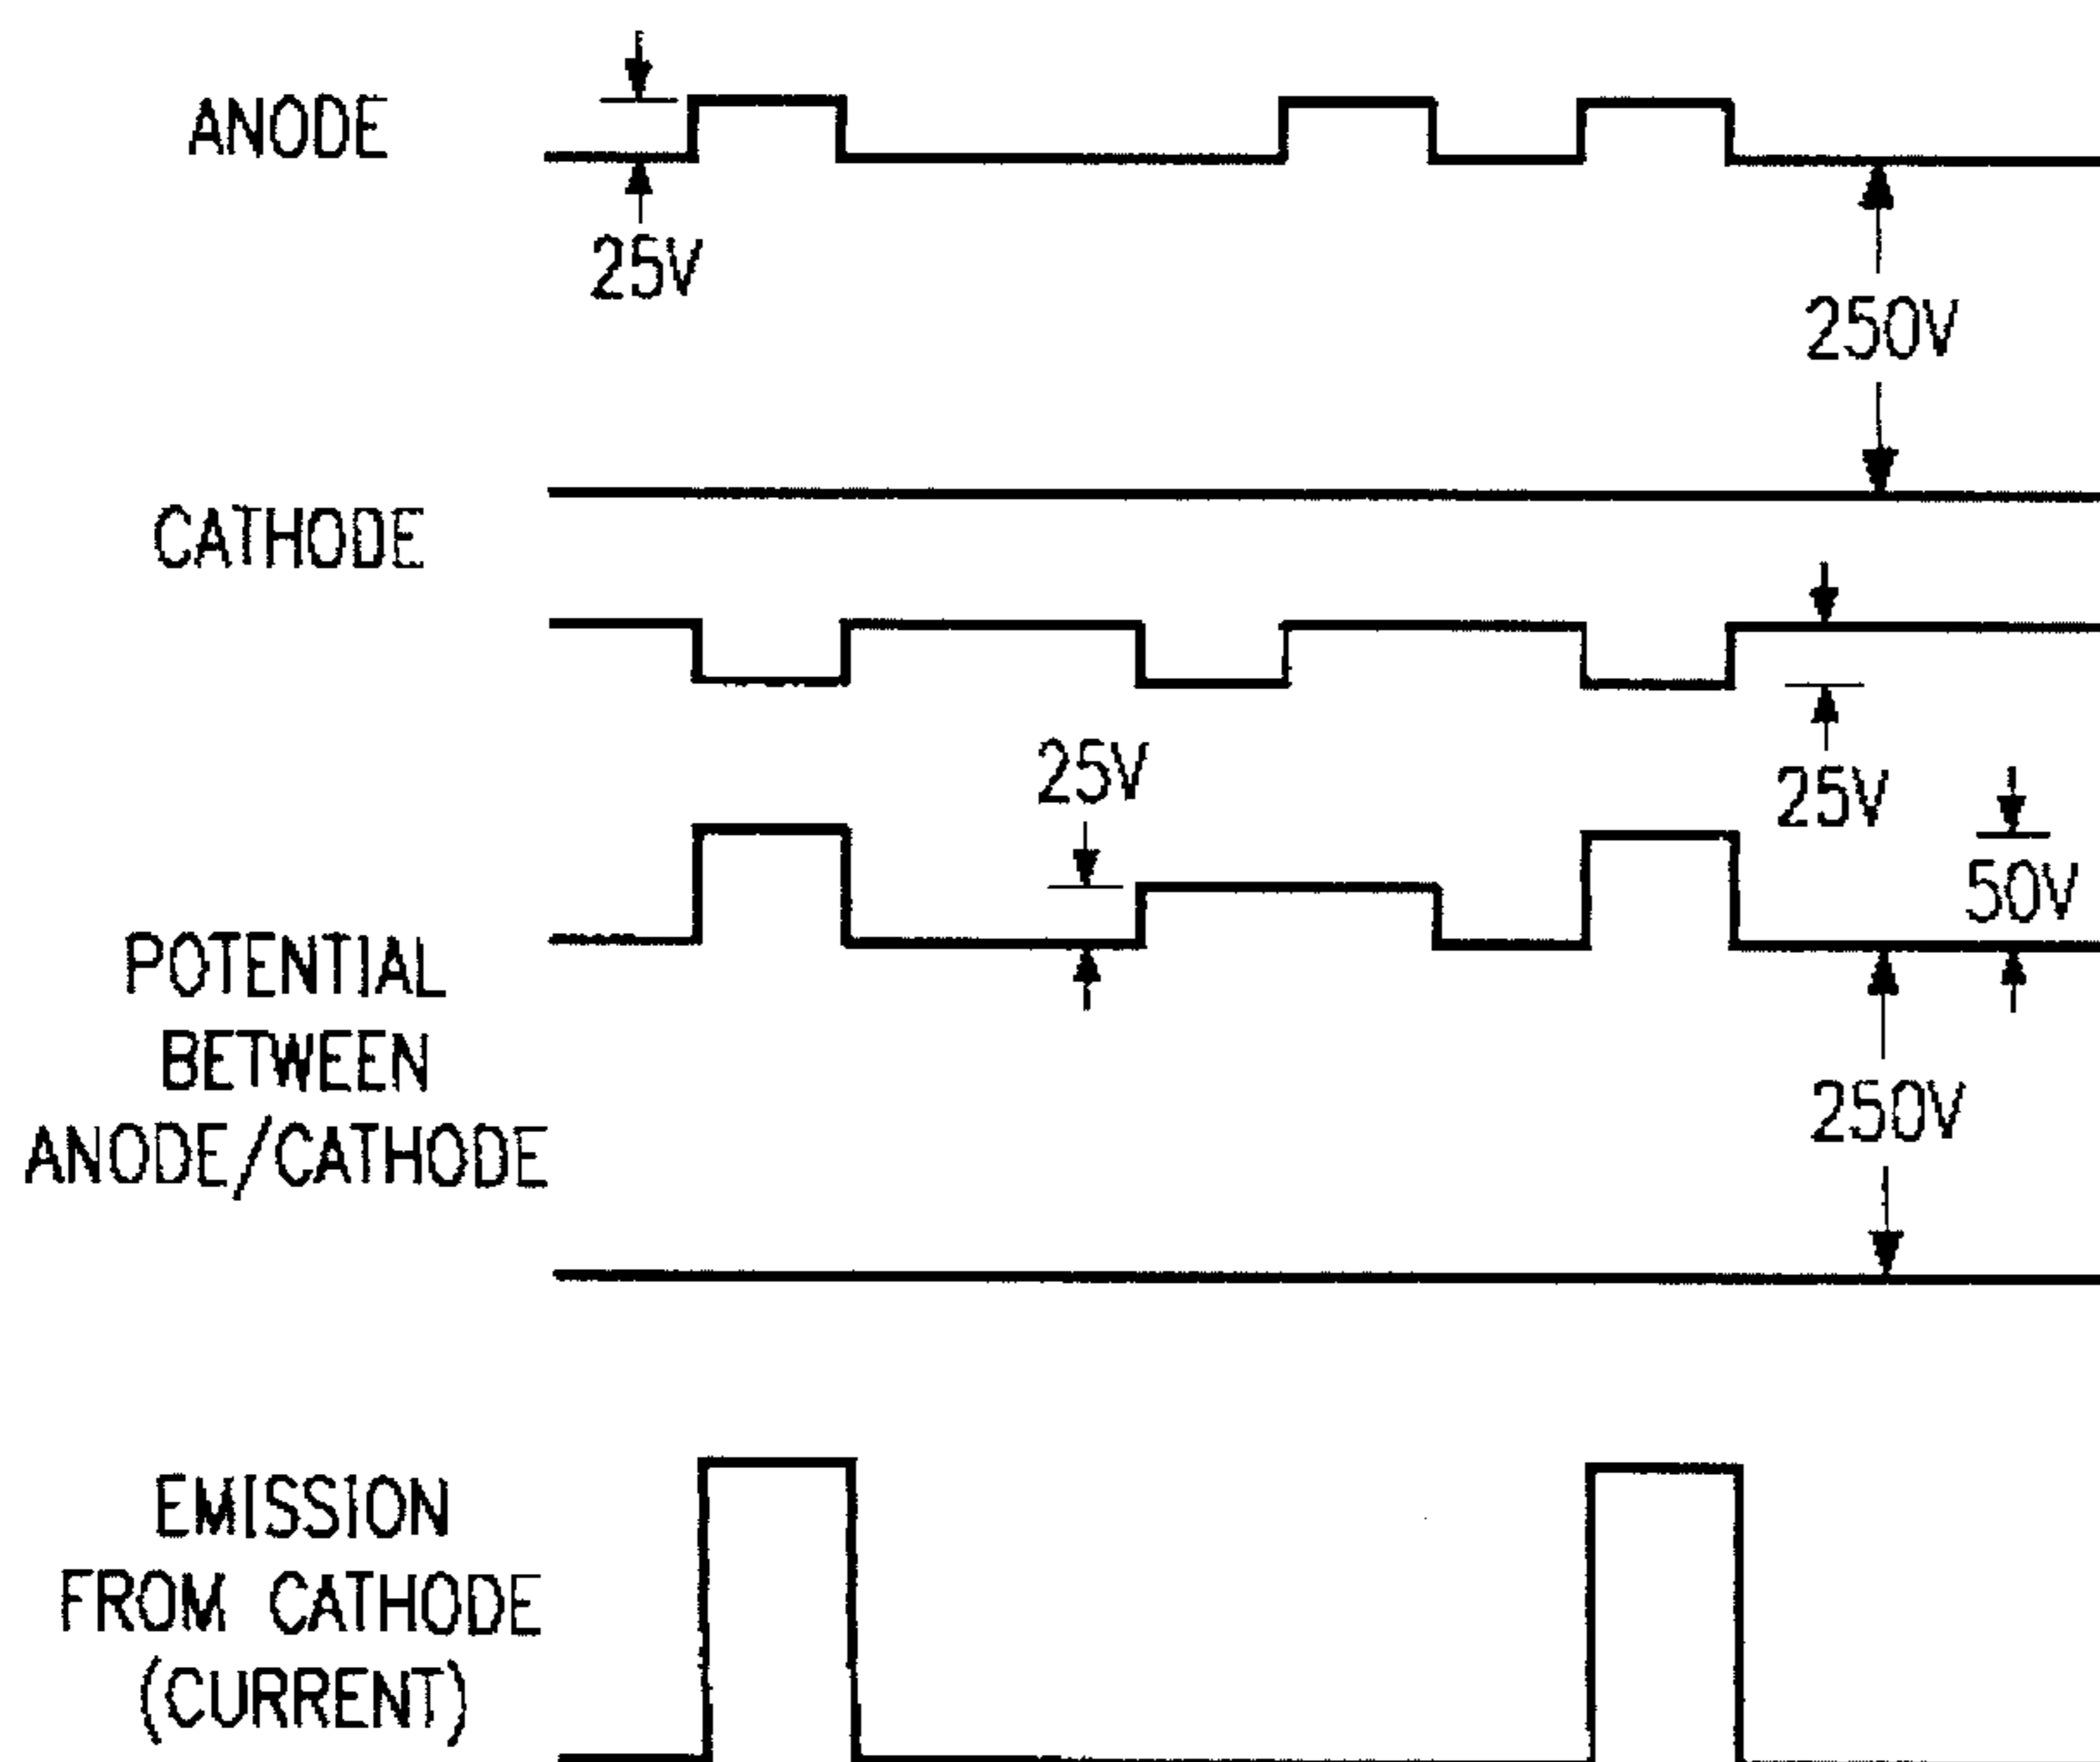 ANODE
25V
250V
CATHODE
25V
25V
50V
POTENTIAL
BETWEEN
ANODE/CATHODE
250V
EMISSION
FROM CATHODE
(CURRENT)